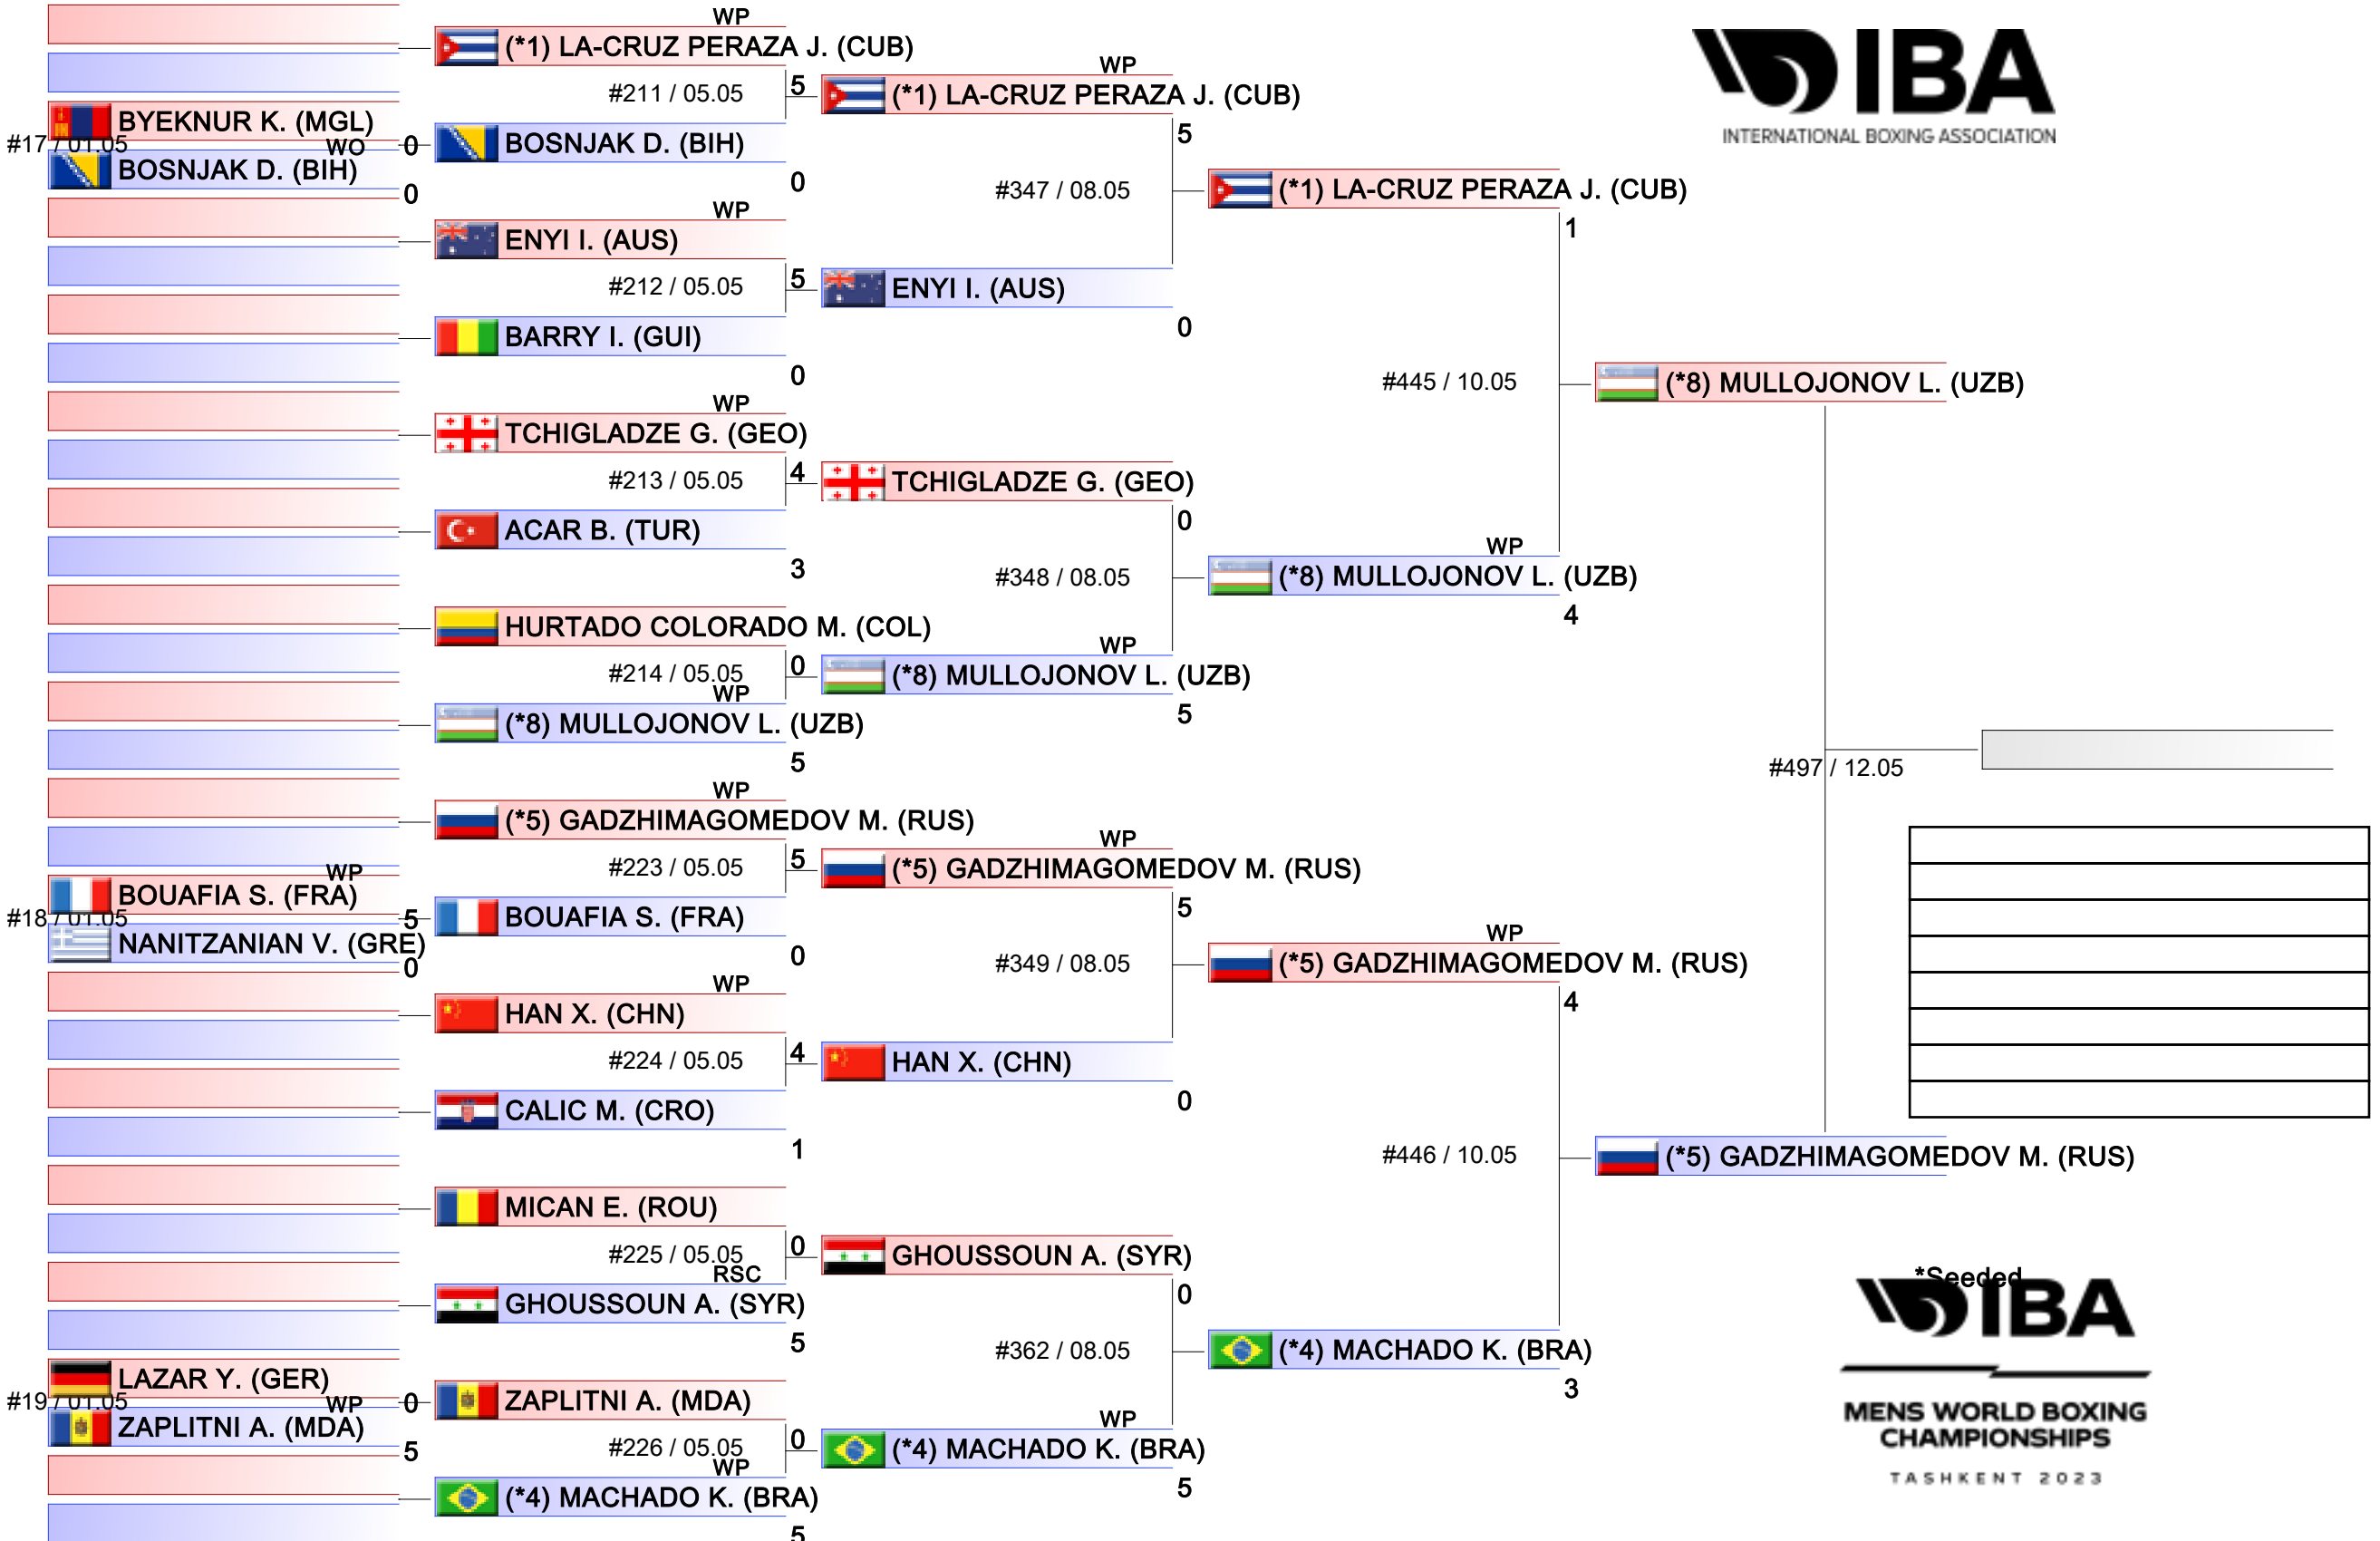 WP
(*1) LA-CRUZ PERAZA J. (CUB)
#211 / 05.05
5
BYEKNUR K. (MGL)
#17 / 01.05
WO
0
BOSNJAK D. (BIH)
0
BOSNJAK D. (BIH)
0
WP
ENYI I. (AUS)
#212 / 05.05
5
BARRY I. (GUI)
0
WP
TCHIGLADZE G. (GEO)
#213 / 05.05
4
ACAR B. (TUR)
3
HURTADO COLORADO M. (COL)
#214 / 05.05
0
WP
(*8) MULLOJONOV L. (UZB)
5
WP
(*5) GADZHIMAGOMEDOV M. (RUS)
#223 / 05.05
5
WP
BOUAFIA S. (FRA)
#18 / 01.05
5
NANITZANIAN V. (GRE)
0
BOUAFIA S. (FRA)
0
WP
HAN X. (CHN)
#224 / 05.05
4
CALIC M. (CRO)
1
MICAN E. (ROU)
#225 / 05.05
0
RSC
GHOUSSOUN A. (SYR)
5
LAZAR Y. (GER)
#19 / 01.05
WP
0
ZAPLITNI A. (MDA)
5
ZAPLITNI A. (MDA)
#226 / 05.05
0
WP
(*4) MACHADO K. (BRA)
5
WP
(*1) LA-CRUZ PERAZA J. (CUB)
5
#347 / 08.05
ENYI I. (AUS)
0
TCHIGLADZE G. (GEO)
0
#348 / 08.05
WP
(*8) MULLOJONOV L. (UZB)
5
WP
(*5) GADZHIMAGOMEDOV M. (RUS)
5
#349 / 08.05
HAN X. (CHN)
0
GHOUSSOUN A. (SYR)
0
#362 / 08.05
WP
(*4) MACHADO K. (BRA)
5
(*1) LA-CRUZ PERAZA J. (CUB)
1
#445 / 10.05
WP
(*8) MULLOJONOV L. (UZB)
4
WP
(*5) GADZHIMAGOMEDOV M. (RUS)
4
#446 / 10.05
(*4) MACHADO K. (BRA)
3
(*8) MULLOJONOV L. (UZB)
#497 / 12.05
(*5) GADZHIMAGOMEDOV M. (RUS)
IBA
INTERNATIONAL BOXING ASSOCIATION
*Seeded
IBA
MENS WORLD BOXING
CHAMPIONSHIPS
TASHKENT 2023